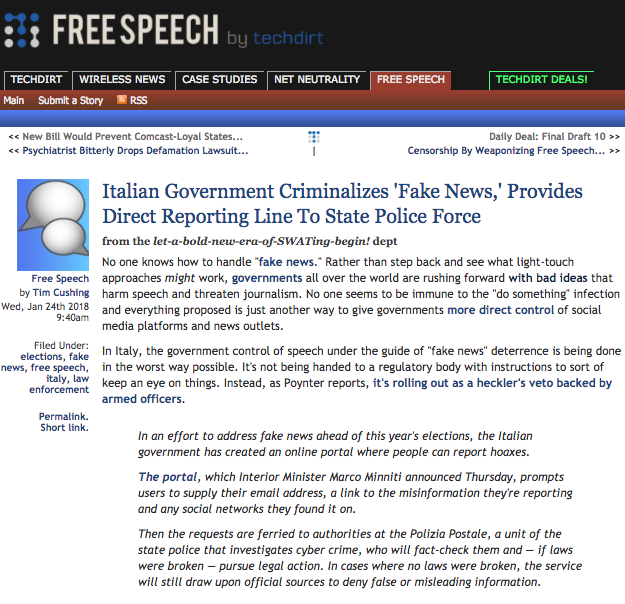 FREE SPEECH by techdirt
TECHDIRT WIRELESS NEWS CASE STUDIES NET NEUTRALITY FREE SPEECH TECHDIRT DEALS!
Main Submit a Story RSS
<< New Bill Would Prevent Comcast-Loyal States...
Daily Deal: Final Draft 10 >>
<< Psychiatrist Bitterly Drops Defamation Lawsuit...
Censorship By Weaponizing Free Speech... >>
Italian Government Criminalizes 'Fake News,' Provides
Direct Reporting Line To State Police Force
from the let-a-bold-new-era-of-SWATing-begin! dept
Free Speech
by Tim Cushing
Wed, Jan 24th 2018
9:40am
Filed Under:
elections, fake
news, free speech,
italy, law
enforcement
Permalink.
Short link.
No one knows how to handle "fake news." Rather than step back and see what light-touch
approaches might work, governments all over the world are rushing forward with bad ideas that
harm speech and threaten journalism. No one seems to be immune to the "do something" infection
and everything proposed is just another way to give governments more direct control of social
media platforms and news outlets.
In Italy, the government control of speech under the guide of "fake news" deterrence is being done
in the worst way possible. It's not being handed to a regulatory body with instructions to sort of
keep an eye on things. Instead, as Poynter reports, it's rolling out as a heckler's veto backed by
armed officers.
In an effort to address fake news ahead of this year's elections, the Italian
government has created an online portal where people can report hoaxes.
The portal, which Interior Minister Marco Minniti announced Thursday, prompts
users to supply their email address, a link to the misinformation they're reporting
and any social networks they found it on.
Then the requests are ferried to authorities at the Polizia Postale, a unit of the
state police that investigates cyber crime, who will fact-check them and — if laws
were broken — pursue legal action. In cases where no laws were broken, the service
will still draw upon official sources to deny false or misleading information.